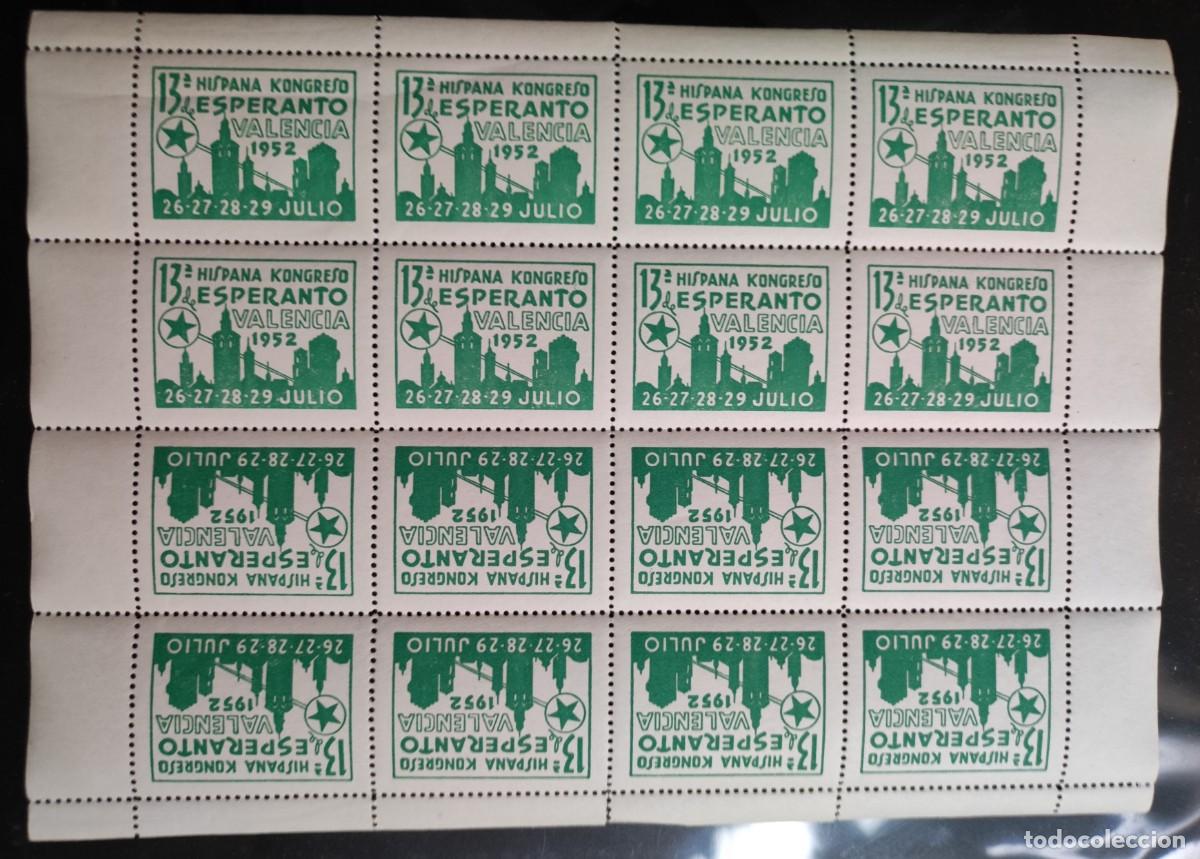 13ª HISPANA KONGRESO
de ESPERANTO
VALENCIA
1952
26-27-28-29 JULIO
13ª HISPANA KONGRESO
de ESPERANTO
VALENCIA
1952
26-27-28-29 JULIO
13ª HISPANA KONGRESO
de ESPERANTO
VALENCIA
1952
26-27-28-29 JULIO
13ª HISPANA KONGRESO
de ESPERANTO
VALENCIA
1952
26-27-28-29 JULIO
13ª HISPANA KONGRESO
de ESPERANTO
VALENCIA
1952
26-27-28-29 JULIO
13ª HISPANA KONGRESO
de ESPERANTO
VALENCIA
1952
26-27-28-29 JULIO
13ª HISPANA KONGRESO
de ESPERANTO
VALENCIA
1952
26-27-28-29 JULIO
13ª HISPANA KONGRESO
de ESPERANTO
VALENCIA
1952
26-27-28-29 JULIO
13ª HISPANA KONGRESO
de ESPERANTO
VALENCIA
1952
26-27-28-29 JULIO
13ª HISPANA KONGRESO
de ESPERANTO
VALENCIA
1952
26-27-28-29 JULIO
13ª HISPANA KONGRESO
de ESPERANTO
VALENCIA
1952
26-27-28-29 JULIO
13ª HISPANA KONGRESO
de ESPERANTO
VALENCIA
1952
26-27-28-29 JULIO
13ª HISPANA KONGRESO
de ESPERANTO
VALENCIA
1952
26-27-28-29 JULIO
13ª HISPANA KONGRESO
de ESPERANTO
VALENCIA
1952
26-27-28-29 JULIO
13ª HISPANA KONGRESO
de ESPERANTO
VALENCIA
1952
26-27-28-29 JULIO
13ª HISPANA KONGRESO
de ESPERANTO
VALENCIA
1952
26-27-28-29 JULIO
todocoleccion